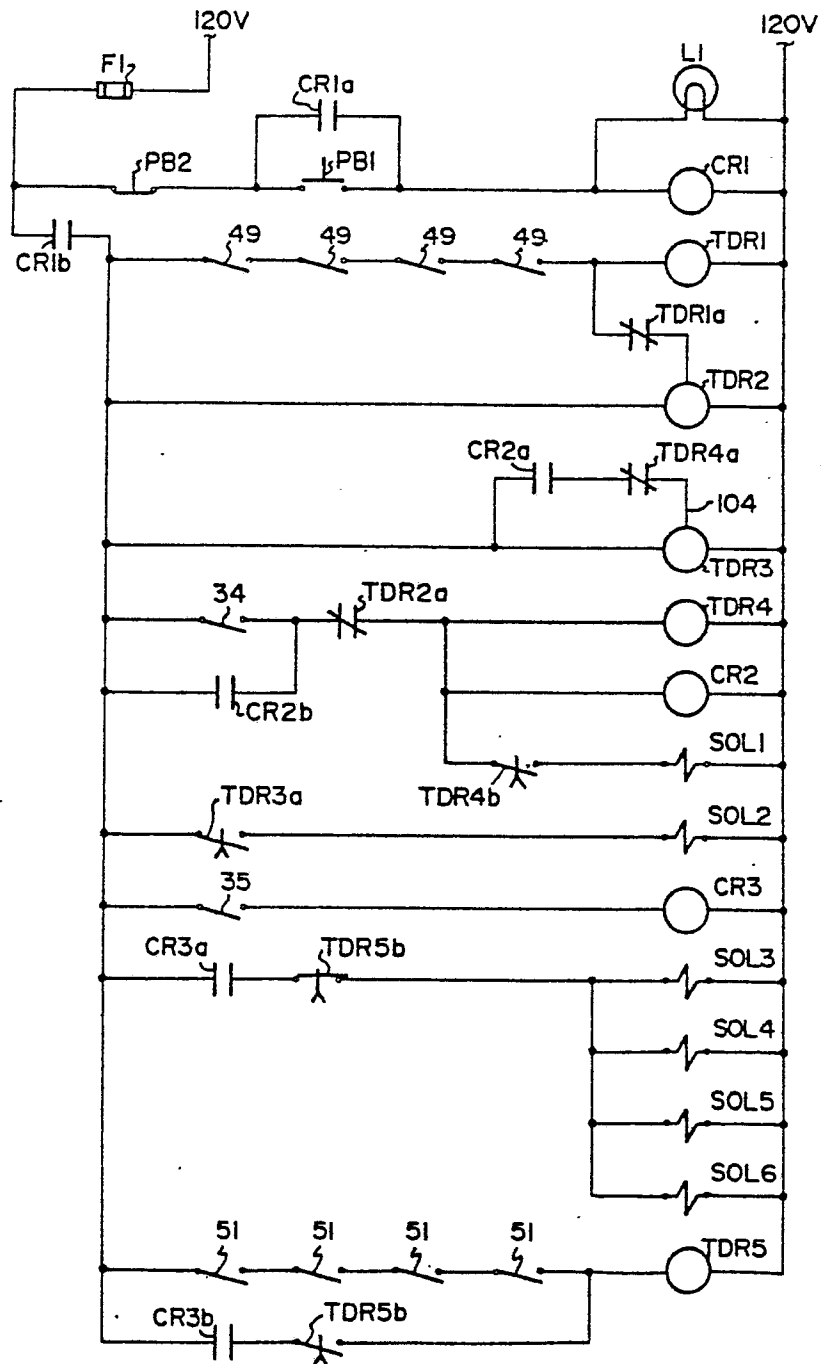 120V
120V
F1
L1
CR1a
PB2
PB1
CR1
CR1b
49
49
49
49
TDR1
TDR1a
TDR2
CR2a
TDR4a
104
TDR3
34
TDR2a
TDR4
CR2b
CR2
TDR4b
SOL1
TDR3a
SOL2
35
CR3
CR3a
TDR5b
SOL3
SOL4
SOL5
SOL6
51
51
51
51
TDR5
CR3b
TDR5b